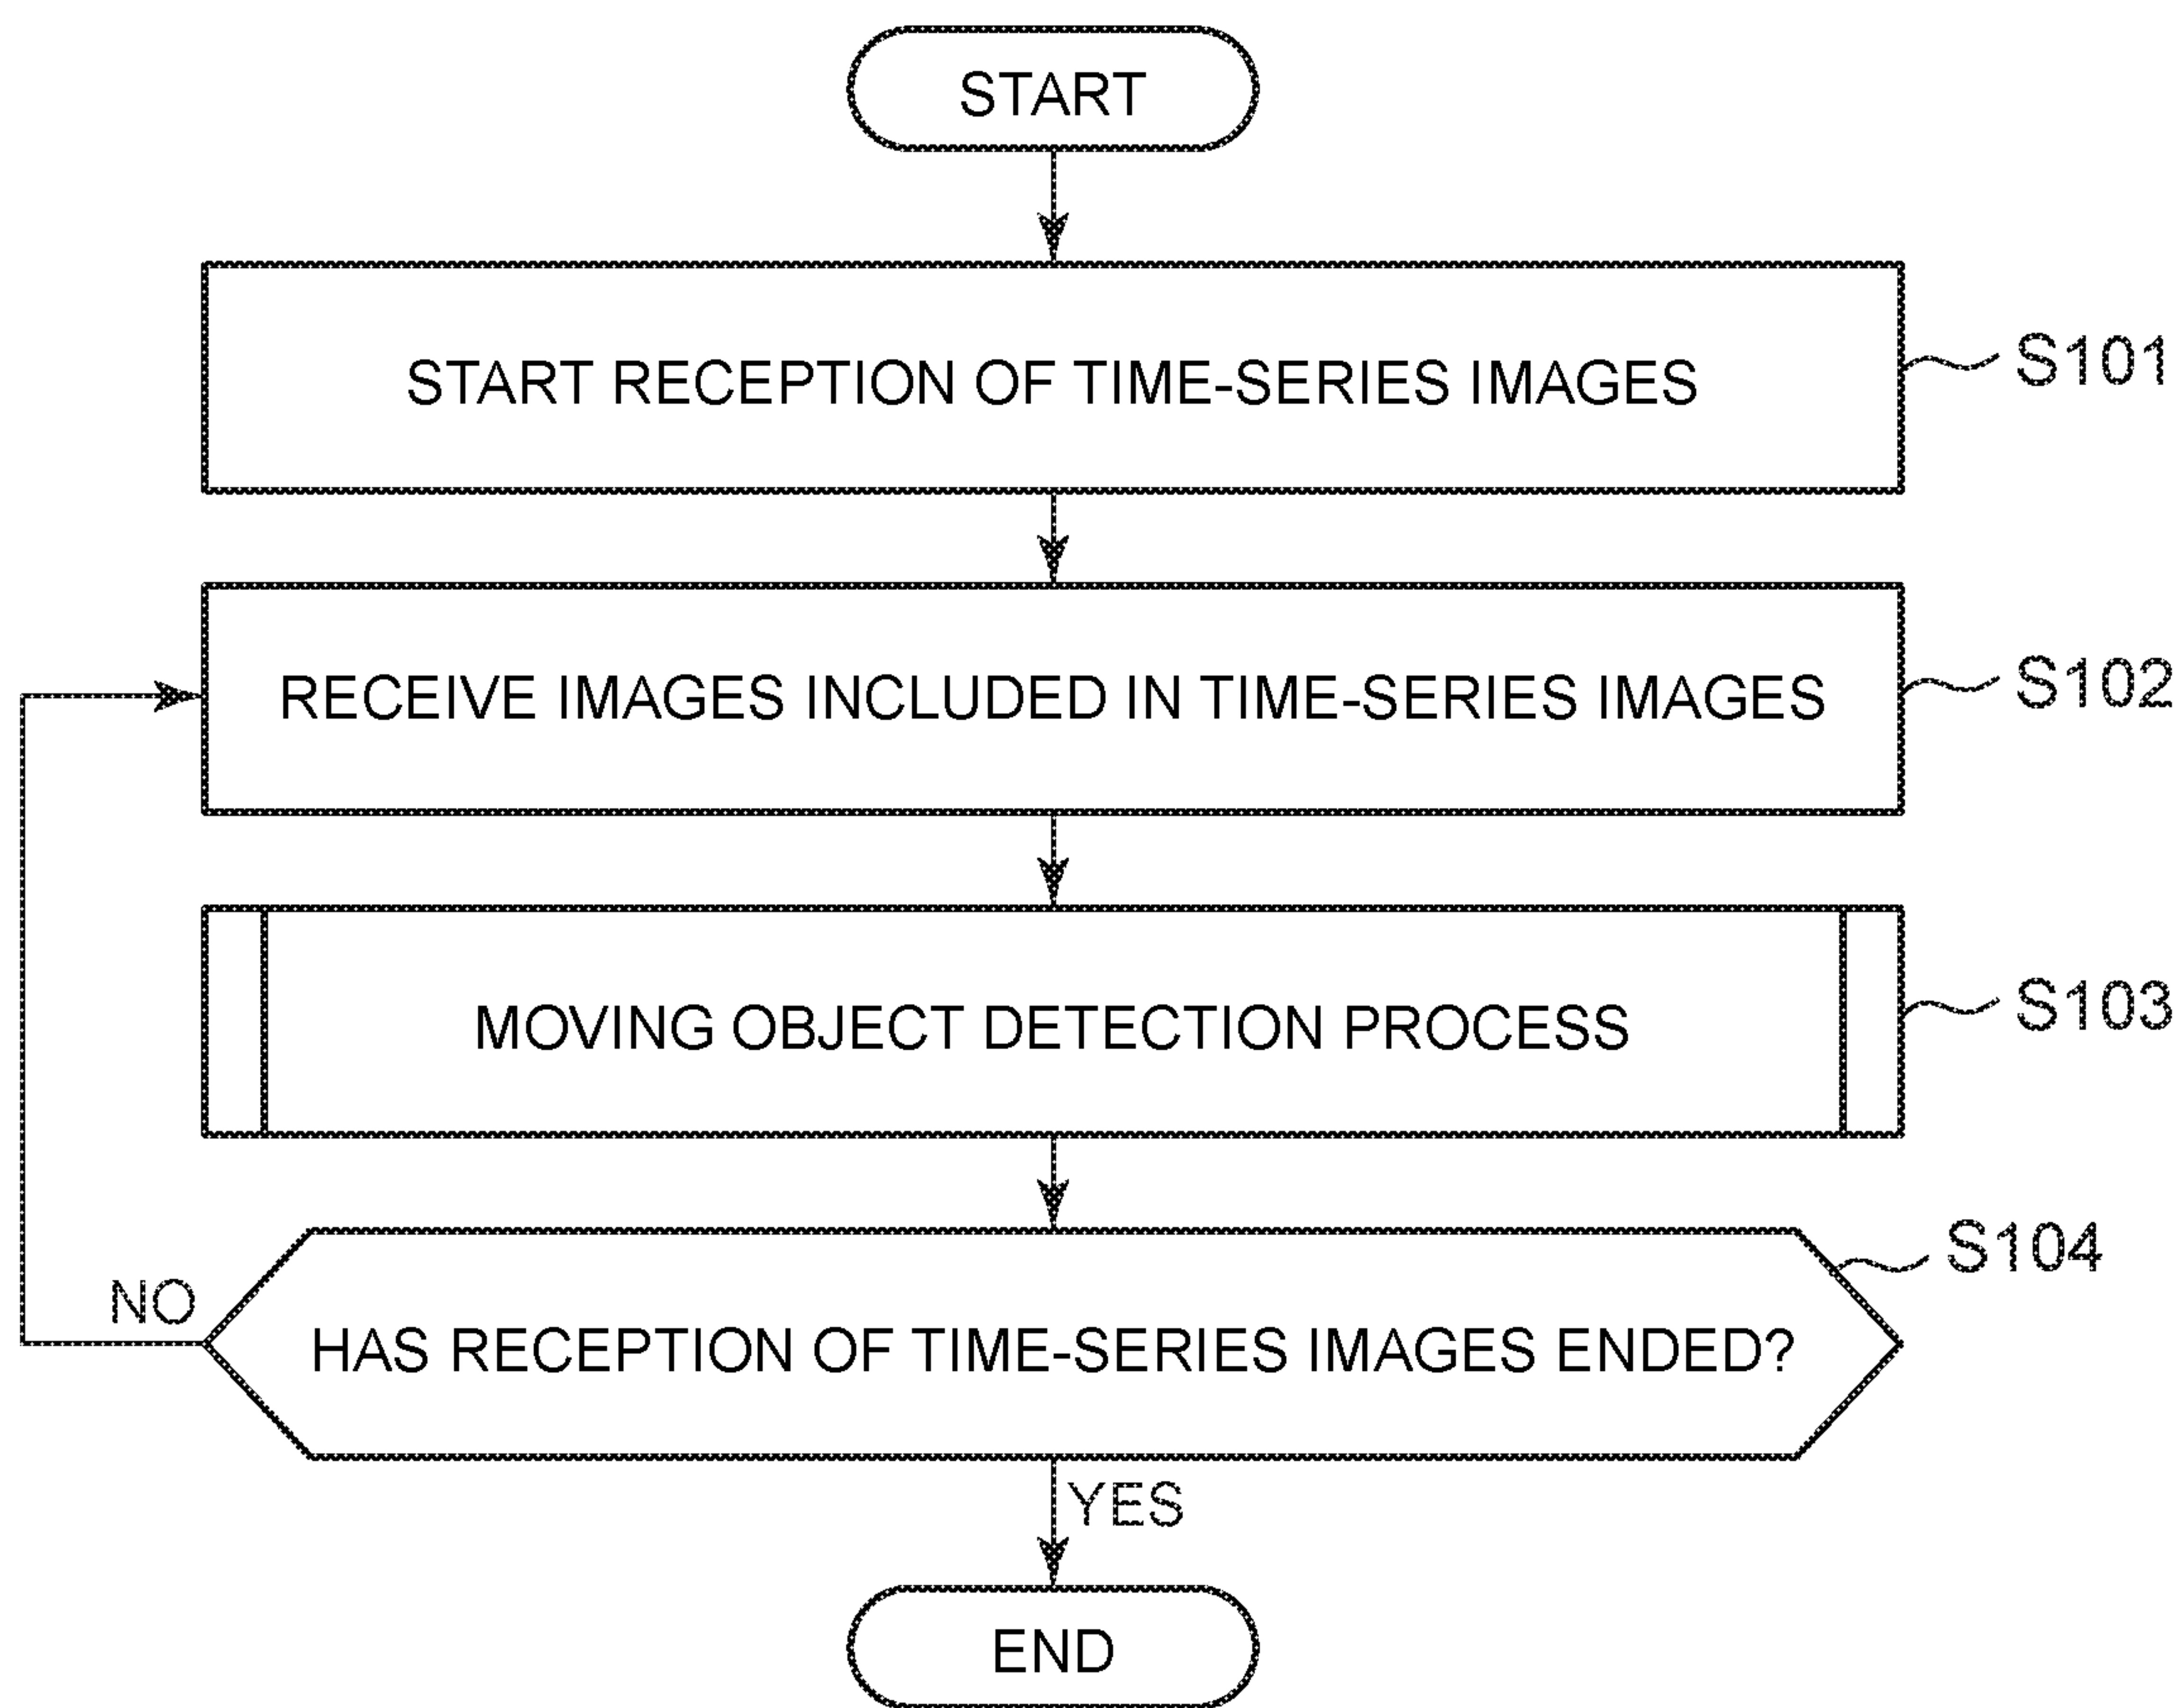 START
START RECEPTION OF TIME-SERIES IMAGES
S101
RECEIVE IMAGES INCLUDED IN TIME-SERIES IMAGES
S102
MOVING OBJECT DETECTION PROCESS
S103
S104
NO
HAS RECEPTION OF TIME-SERIES IMAGES ENDED?
YES
END